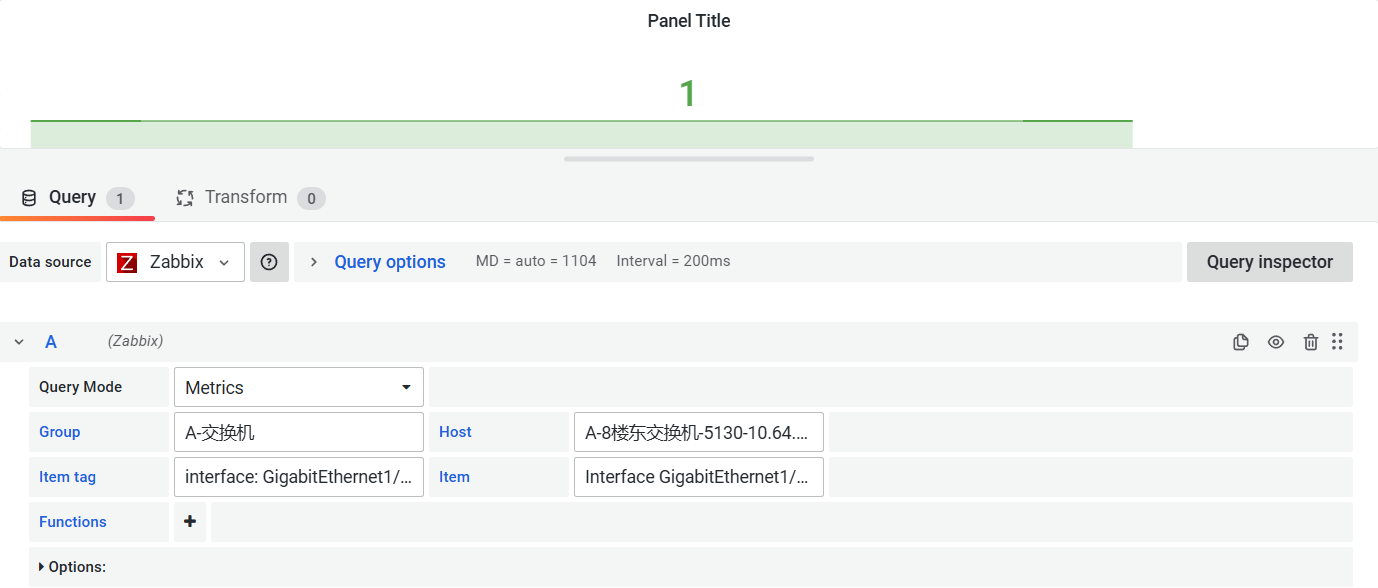 Panel Title
1
Query 1 Transform 0
Data source Z Zabbix ? Query options MD = auto = 1104 Interval = 200ms Query inspector
A (Zabbix)
Query Mode Metrics
Group A-交换机 Host A-8楼东交换机-5130-10.64....
Item tag interface: GigabitEthernet1/... Item Interface GigabitEthernet1/...
Functions +
Options: